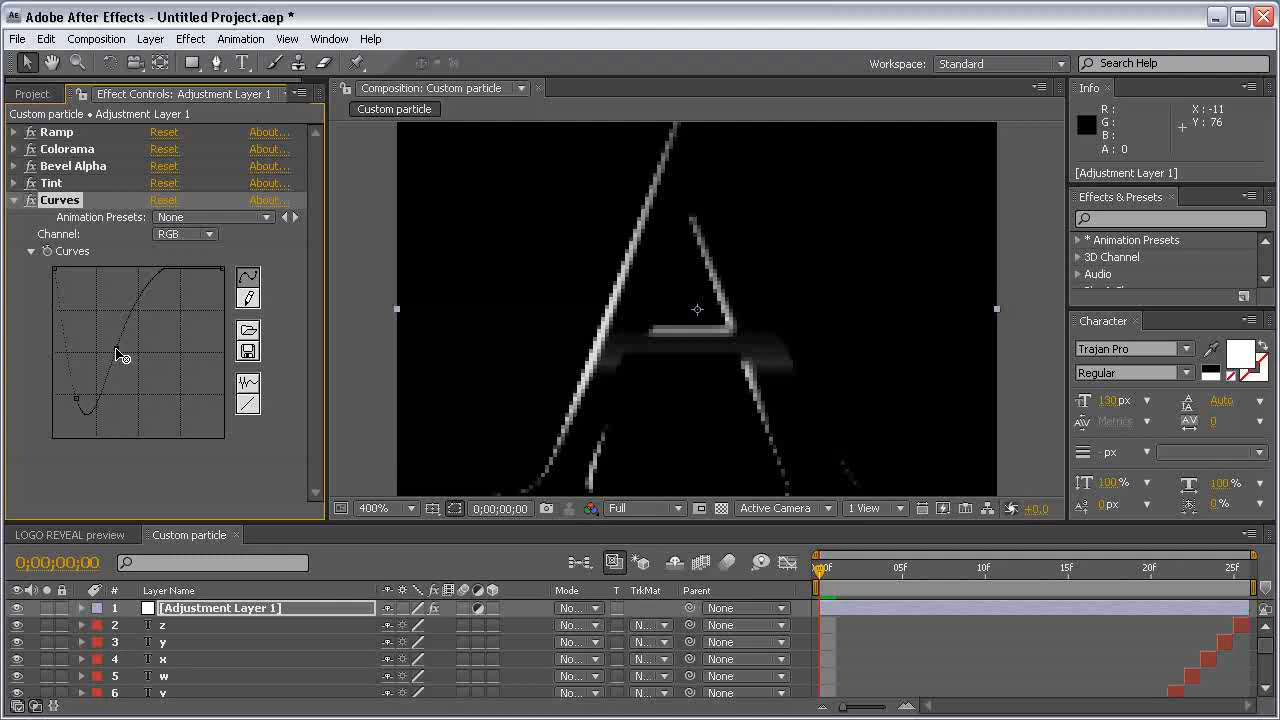 Adobe After Effects - Untitled Project.aep *
File Edit Composition Layer Effect Animation View Window Help
Workspace: Standard Search Help
Project Effect Controls: Adjustment Layer 1
Custom particle • Adjustment Layer 1
Ramp Reset About...
Colorama Reset About...
Bevel Alpha Reset About...
Tint Reset About...
Curves Reset About...
Animation Presets: None
Channel: RGB
Curves
Composition: Custom particle
Custom particle
A
400% 0;00;00;00 Full Active Camera 1 View +0.0
Info
R: X: -11
G: Y: 76
B:
A: 0
[Adjustment Layer 1]
Effects & Presets
* Animation Presets
3D Channel
Audio
Character
Trajan Pro
Regular
130 px Auto
Metrics 0
- px
100 % 100 %
0 px 0 %
LOGO REVEAL preview Custom particle
0;00;00;00
# Layer Name Mode T TrkMat Parent
05f 10f 15f 20f 25f
1 [Adjustment Layer 1] No... None
2 T z No... N... None
3 T y No... N... None
4 T x No... N... None
5 T w No... N... None
6 T v No... N... None